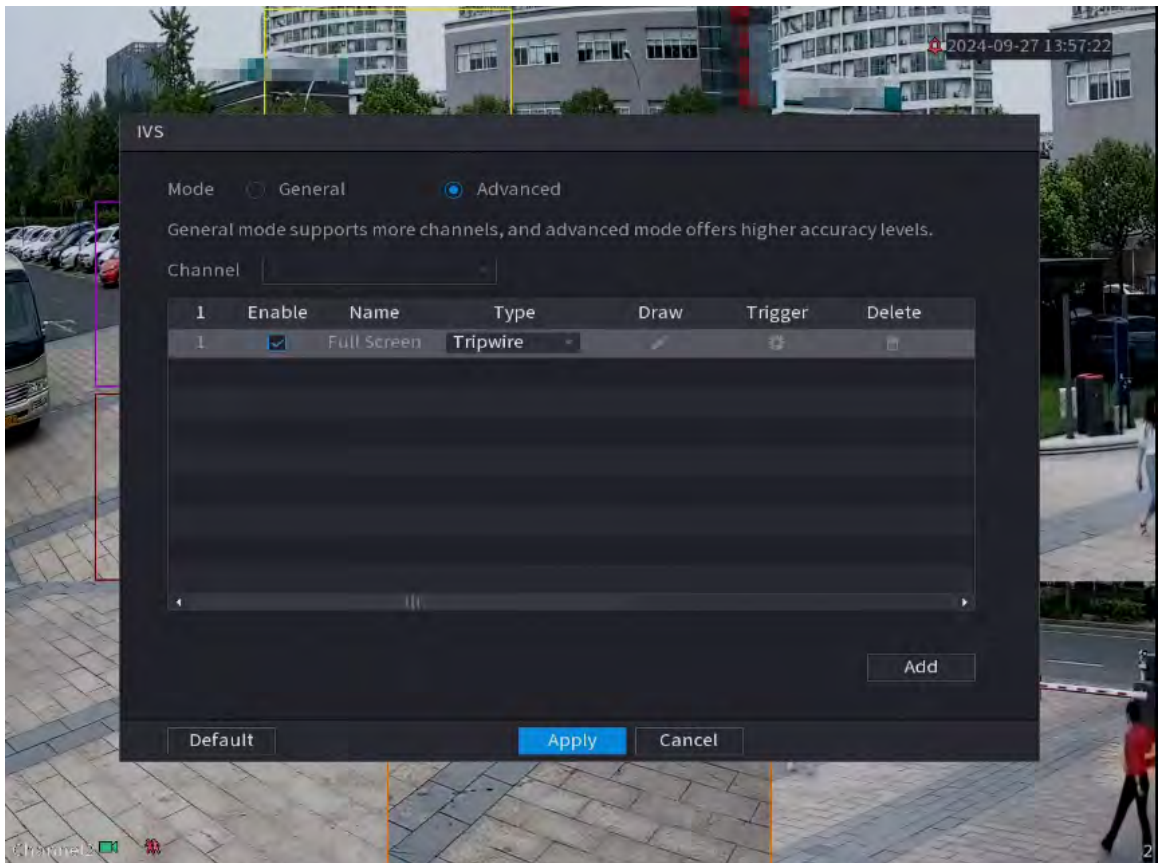 2024-09-27 13:57:22
IVS
Mode General Advanced
General mode supports more channels, and advanced mode offers higher accuracy levels.
Channel
1 Enable Name Type Draw Trigger Delete
1 Full Screen Tripwire
Add
Default Apply Cancel
Channel2
2